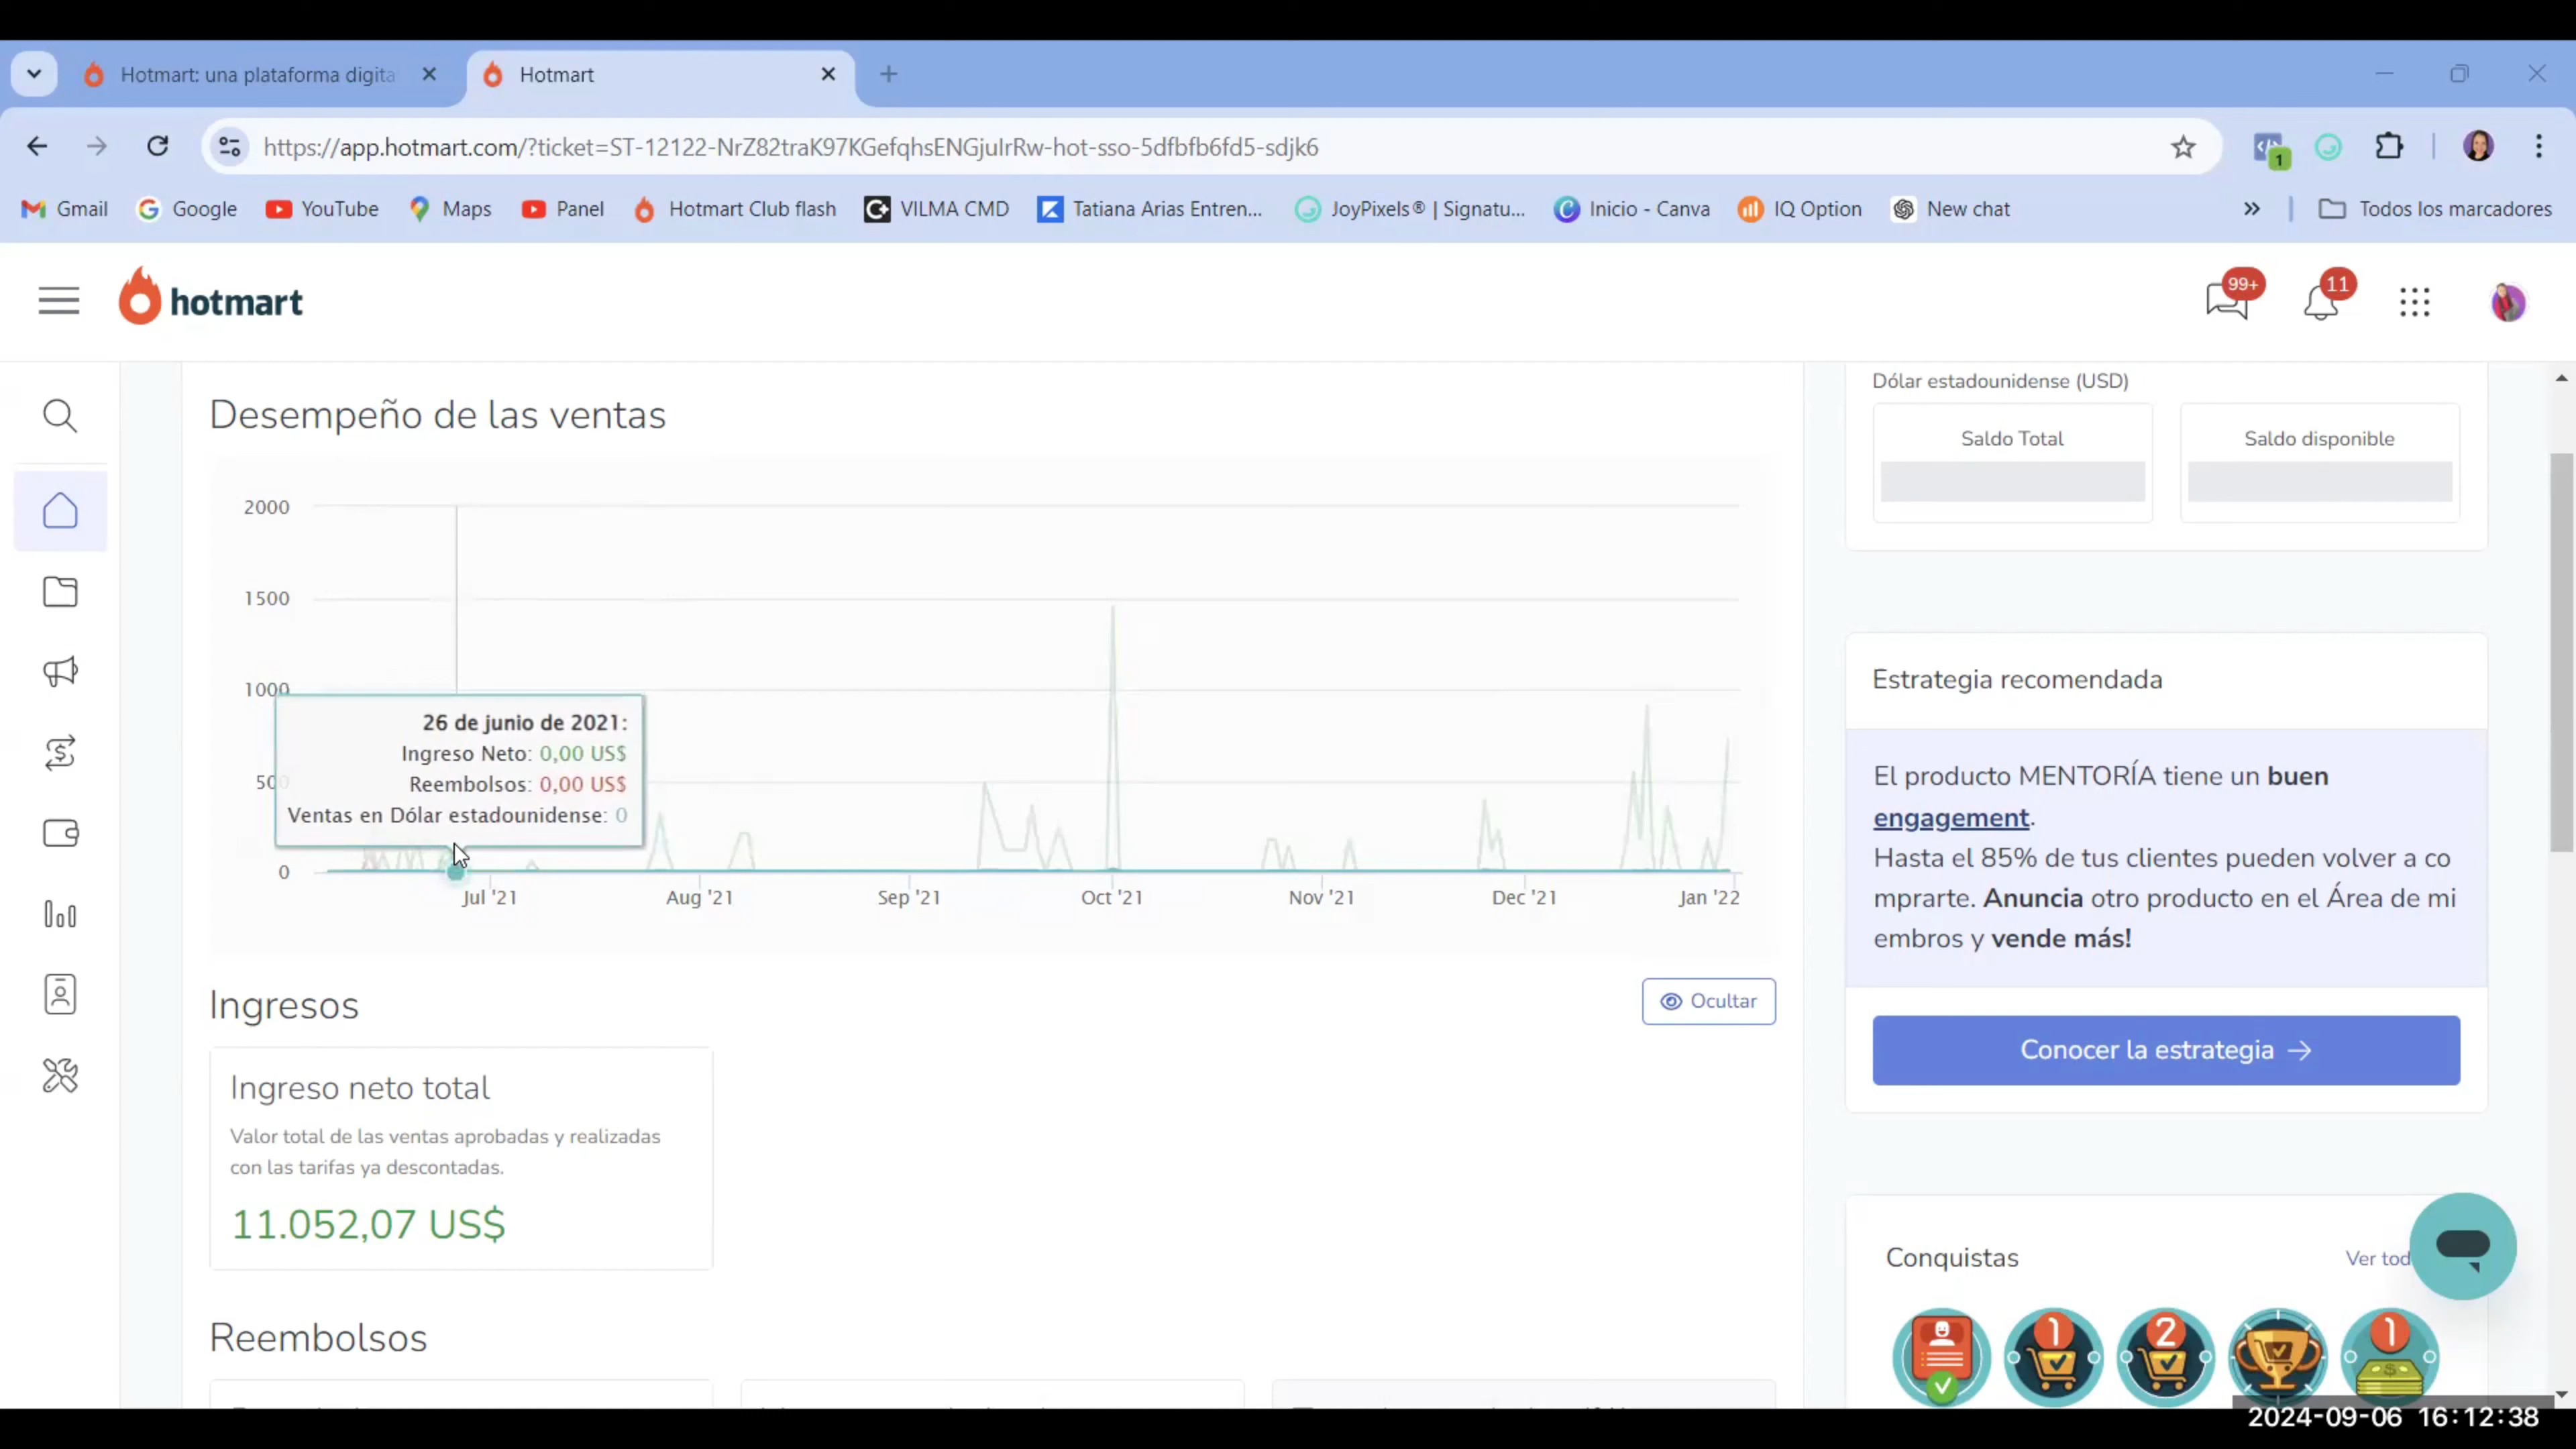 Hotmart: una plataforma digita
Hotmart
https://app.hotmart.com/?ticket=ST-12122-NrZ82traK97KGefqhsENGjuIrRw-hot-sso-5dfbfb6fd5-sdjk6
1
Gmail
Google
YouTube
Maps
Panel
Hotmart Club flash
VILMA CMD
Tatiana Arias Entren...
JoyPixels® | Signatu...
Inicio - Canva
IQ Option
New chat
Todos los marcadores
hotmart
99+
11
Desempeño de las ventas
2000
1500
1000
500
0
26 de junio de 2021:
Ingreso Neto: 0,00 US$
Reembolsos: 0,00 US$
Ventas en Dólar estadounidense: 0
Jul '21
Aug '21
Sep '21
Oct '21
Nov '21
Dec '21
Jan '22
Ingresos
Ocultar
Ingreso neto total
Valor total de las ventas aprobadas y realizadas
con las tarifas ya descontadas.
11.052,07 US$
Reembolsos
Dólar estadounidense (USD)
Saldo Total
Saldo disponible
Estrategia recomendada
El producto MENTORÍA tiene un buen
engagement.
Hasta el 85% de tus clientes pueden volver a co
mprarte. Anuncia otro producto en el Área de mi
embros y vende más!
Conocer la estrategia →
Conquistas
Ver tod
1
2
1
2024-09-06 16:12:38